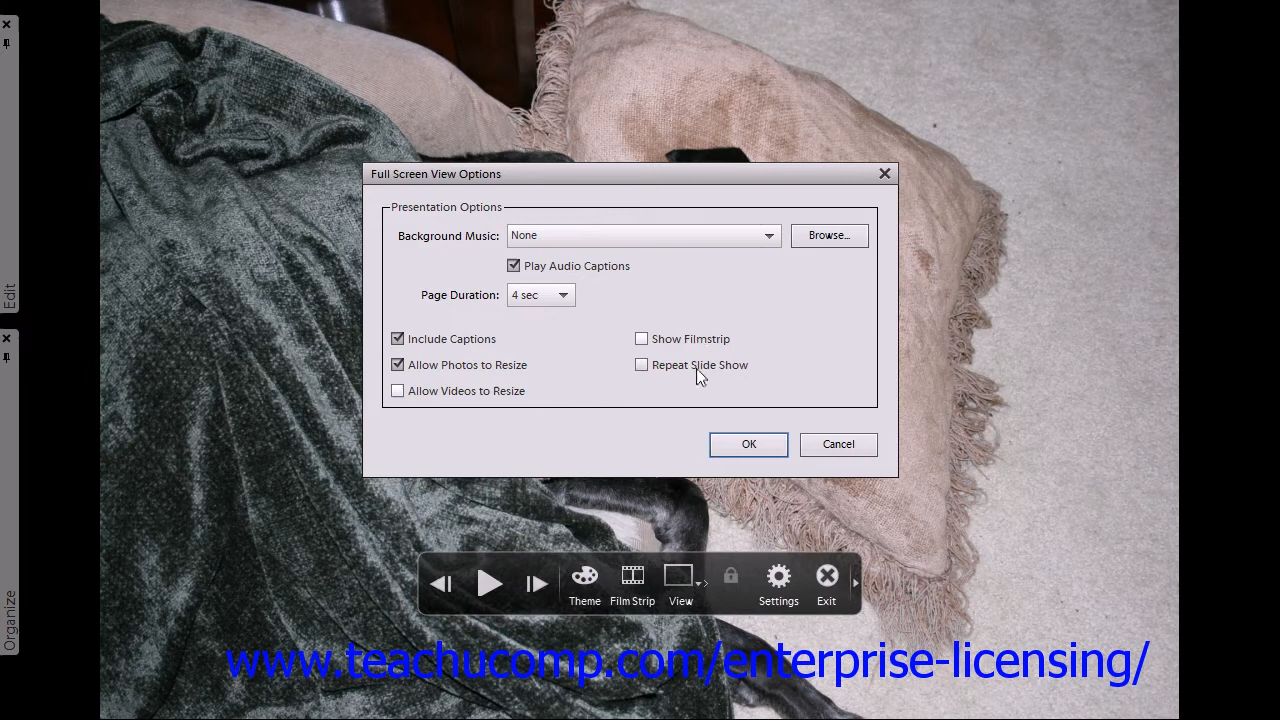 Full Screen View Options
Presentation Options
Background Music: None Browse...
Play Audio Captions
Page Duration: 4 sec
Include Captions Show Filmstrip
Allow Photos to Resize Repeat Slide Show
Allow Videos to Resize
OK Cancel
Edit
Organize
Theme Film Strip View Settings Exit
www.teachucomp.com/enterprise-licensing/